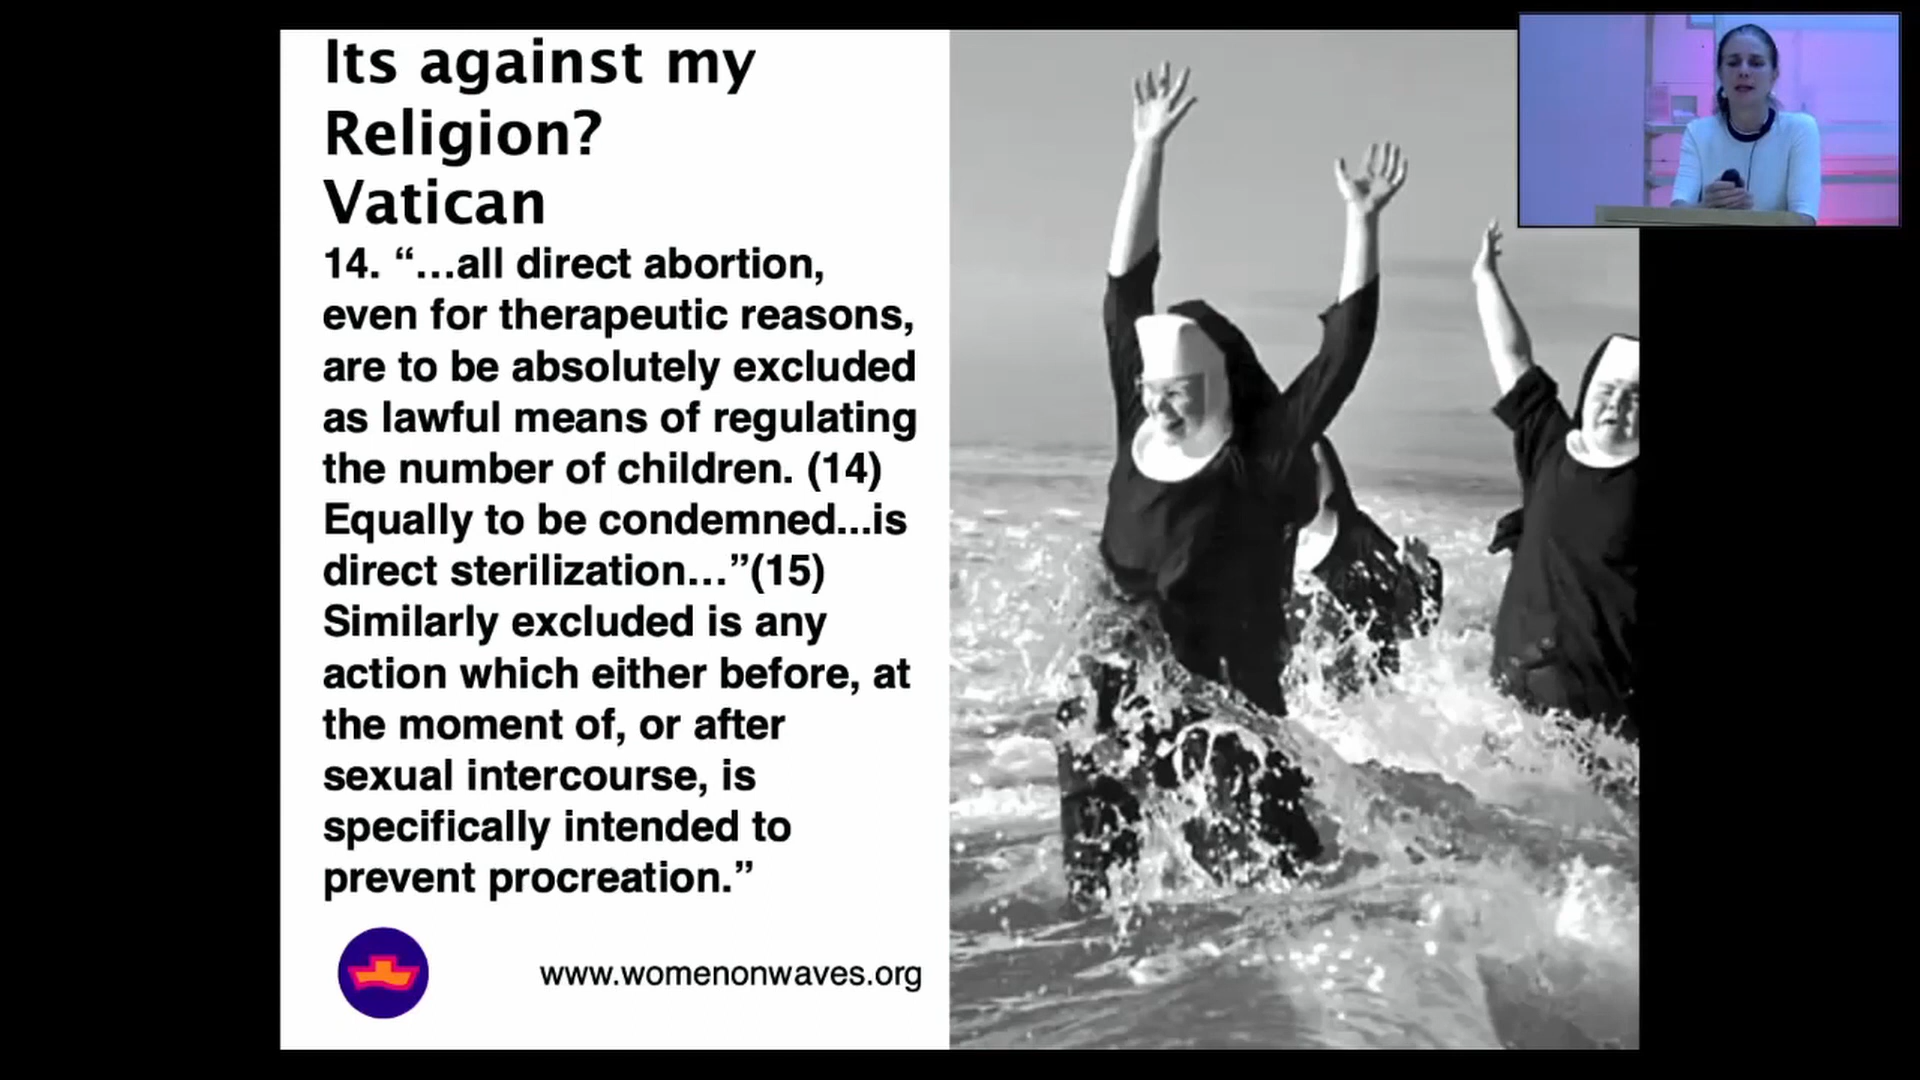 Its against my
Religion?
Vatican
14. “...all direct abortion,
even for therapeutic reasons,
are to be absolutely excluded
as lawful means of regulating
the number of children. (14)
Equally to be condemned...is
direct sterilization...”(15)
Similarly excluded is any
action which either before, at
the moment of, or after
sexual intercourse, is
specifically intended to
prevent procreation.”
www.womenonwaves.org